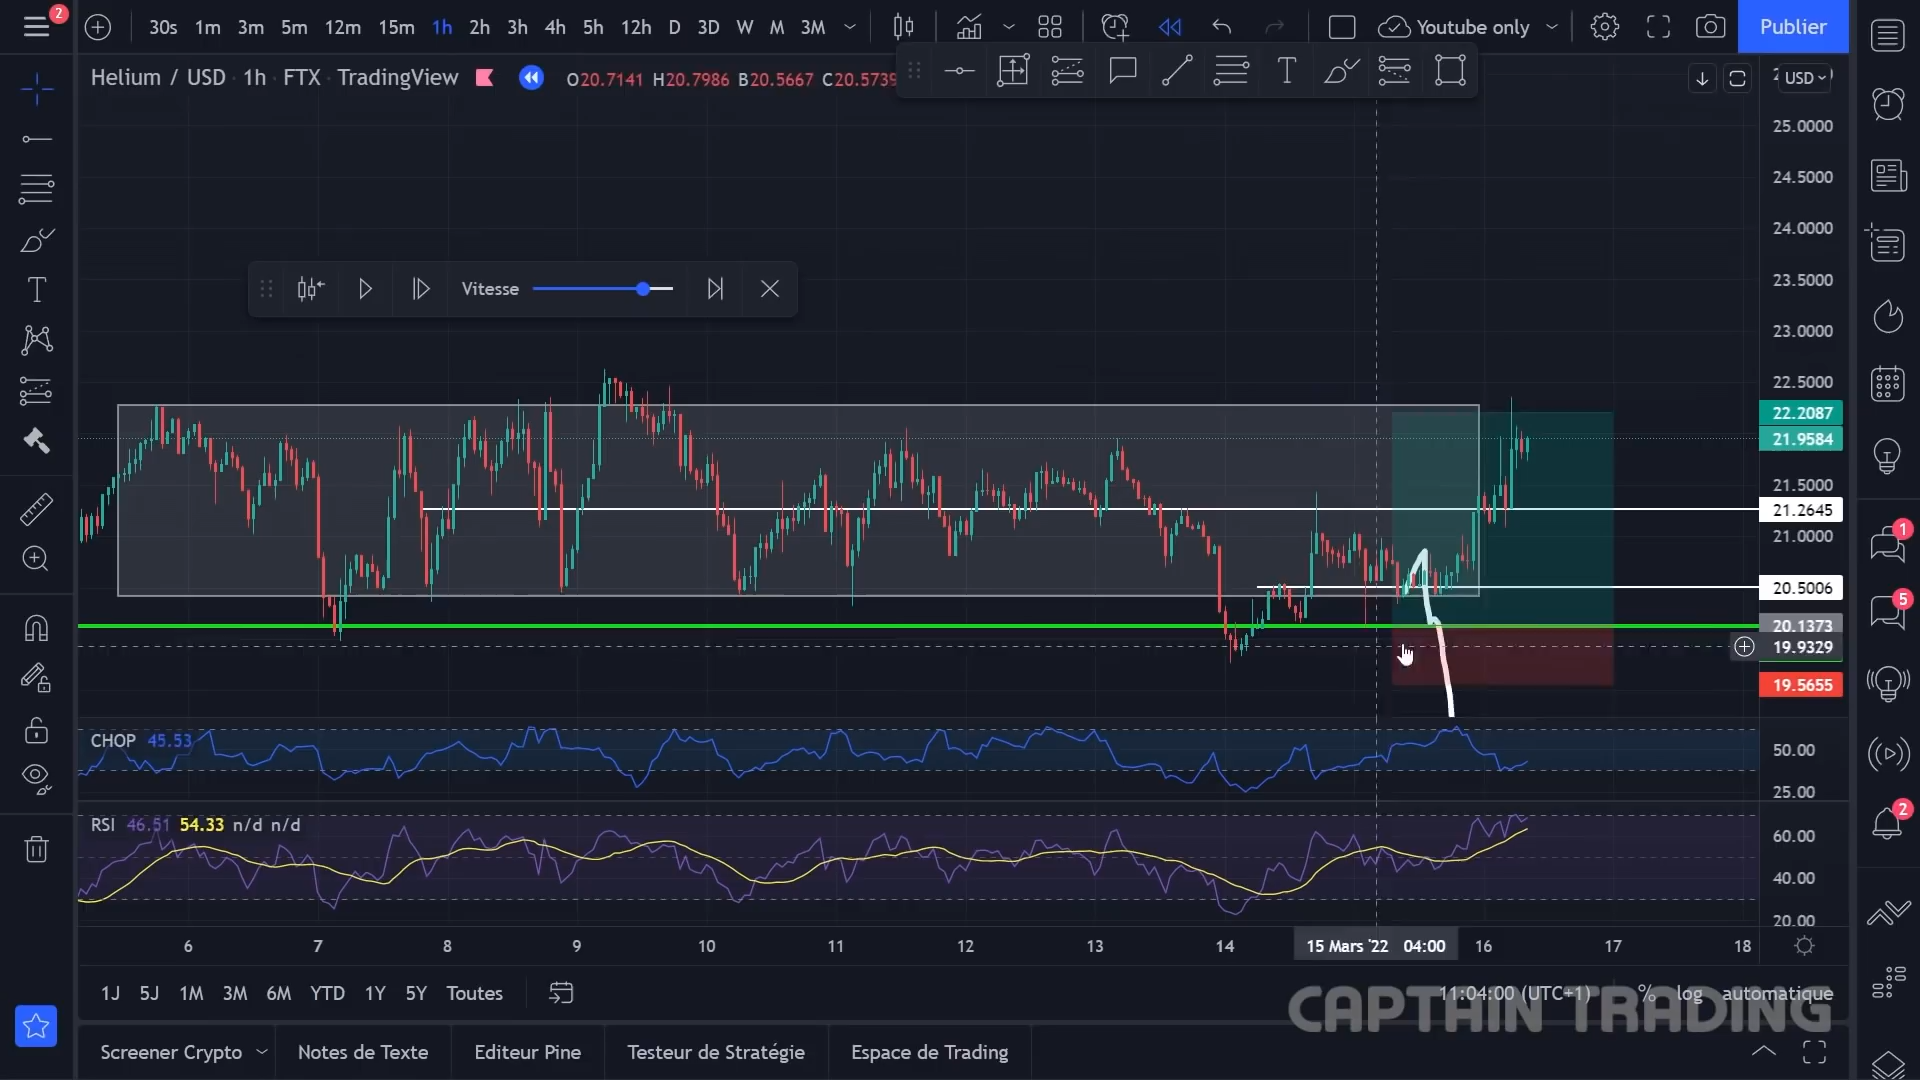 2
30s 1m 3m 5m 12m 15m 1h 2h 3h 4h 5h 12h D 3D W M 3M
Youtube only
Publier
Helium / USD · 1h · FTX · TradingView
O20.7141 H20.7986 B20.5667 C20.5739
USD
T
T
Vitesse
25.0000
24.5000
24.0000
23.5000
23.0000
22.5000
22.2087
21.9584
21.5000
21.2645
21.0000
20.5006
20.1373
19.9329
19.5655
CHOP 45.53
50.00
25.00
RSI 46.51 54.33 n/d n/d
60.00
40.00
20.00
6 7 8 9 10 11 12 13 14 15 Mars '22 04:00 16 17 18
1J 5J 1M 3M 6M YTD 1Y 5Y Toutes
11:04:00 (UTC+1) % log automatique
CAPTAIN TRADING
Screener Crypto Notes de Texte Editeur Pine Testeur de Stratégie Espace de Trading
1
5
2